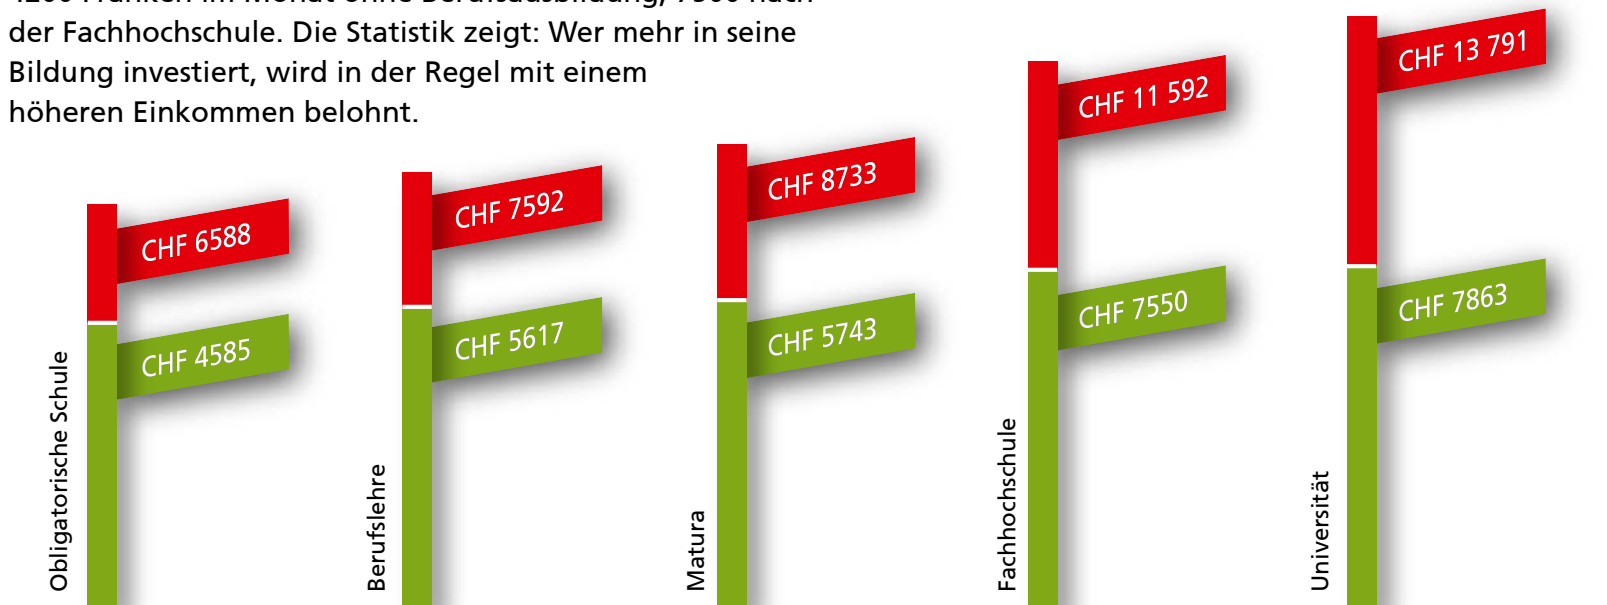 der Fachhochschule. Die Statistik zeigt: Wer mehr in seine
Bildung investiert, wird in der Regel mit einem
höheren Einkommen belohnt.
Obligatorische Schule
CHF 6588
CHF 4585
Berufslehre
CHF 7592
CHF 5617
Matura
CHF 8733
CHF 5743
Fachhochschule
CHF 11 592
CHF 7550
Universität
CHF 13 791
CHF 7863